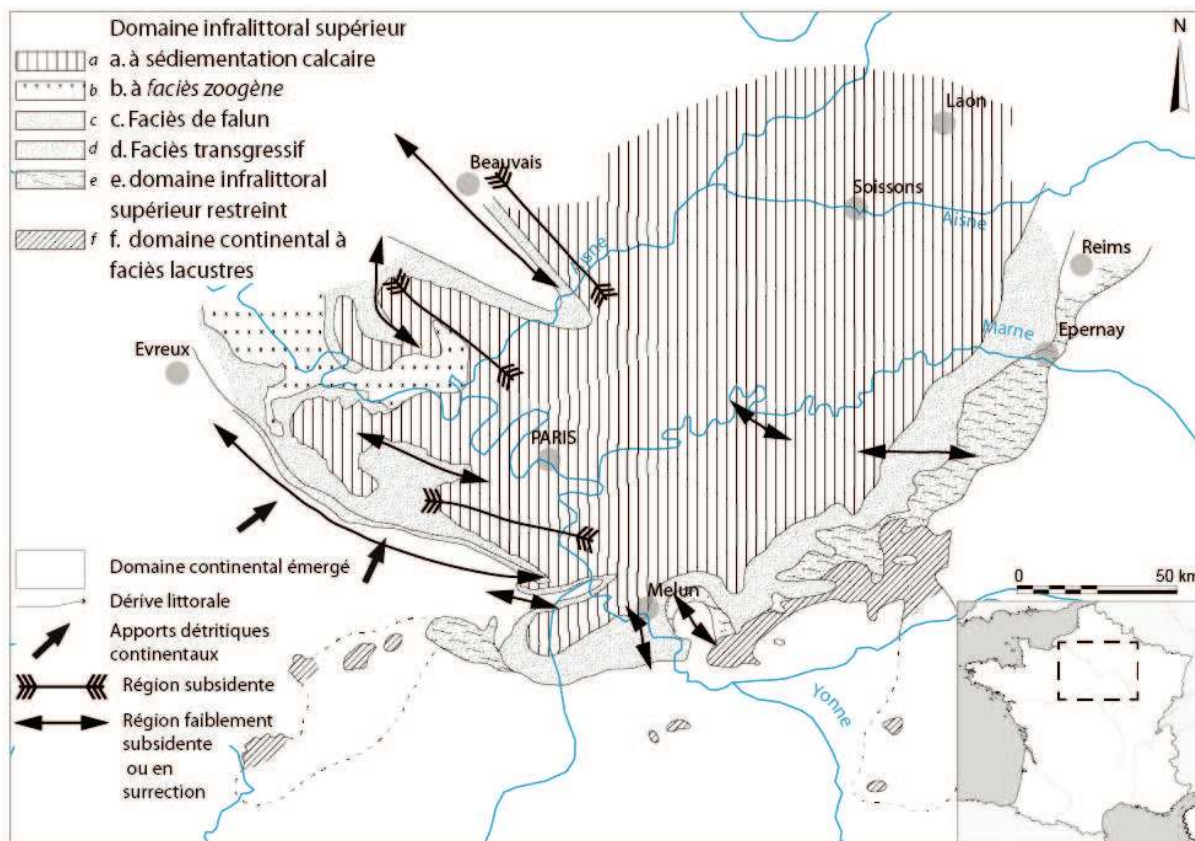 Domaine infralittoral supérieur
a a. à sédiementation calcaire
b b. à faciès zoogène
c c. Faciès de falun
d d. Faciès transgressif
e e. domaine infralittoral
supérieur restreint
f f. domaine continental à
faciès lacustres
N
Laon
Beauvais
Soissons
Aisne
Reims
Marne
Epernay
Evreux
PARIS
Melun
Yonne
Domaine continental émergé
Dérive littorale
Apports détritiques
continentaux
Région subsidente
Région faiblement
subsidente
ou en
surrection
0 50 km